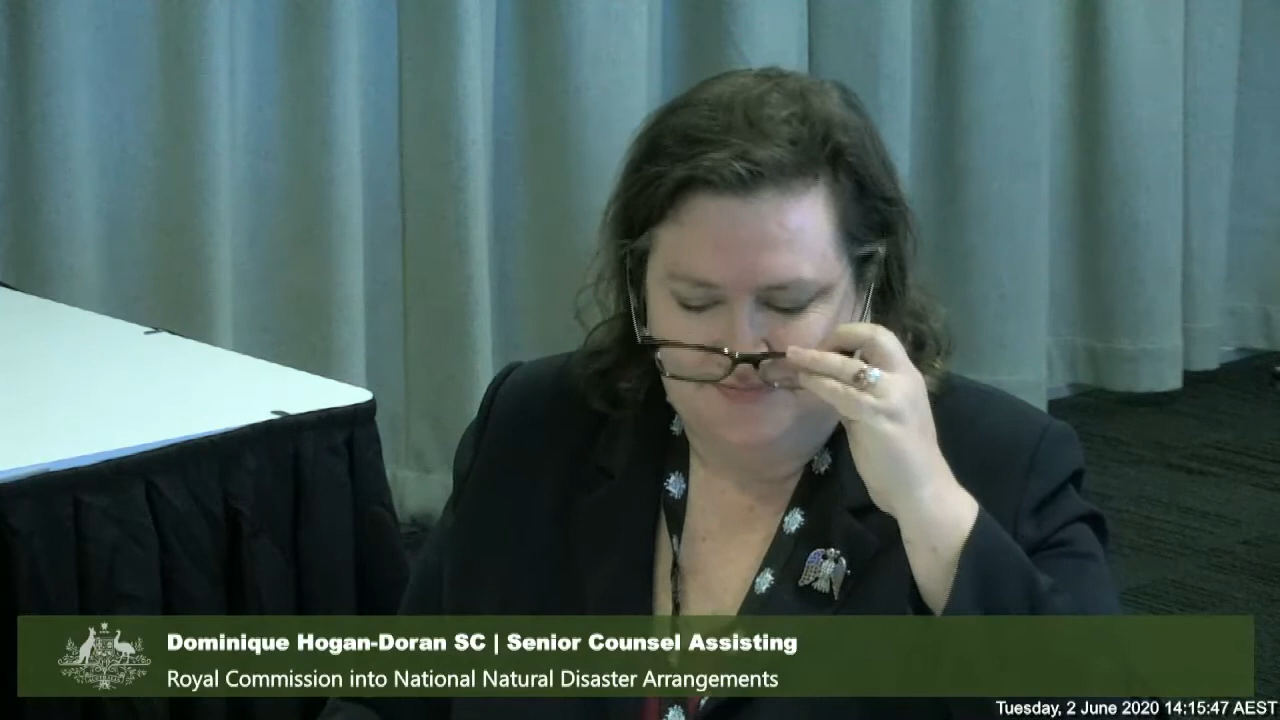 Dominique Hogan-Doran SC | Senior Counsel Assisting
Royal Commission into National Natural Disaster Arrangements
Tuesday, 2 June 2020 14:15:47 AEST